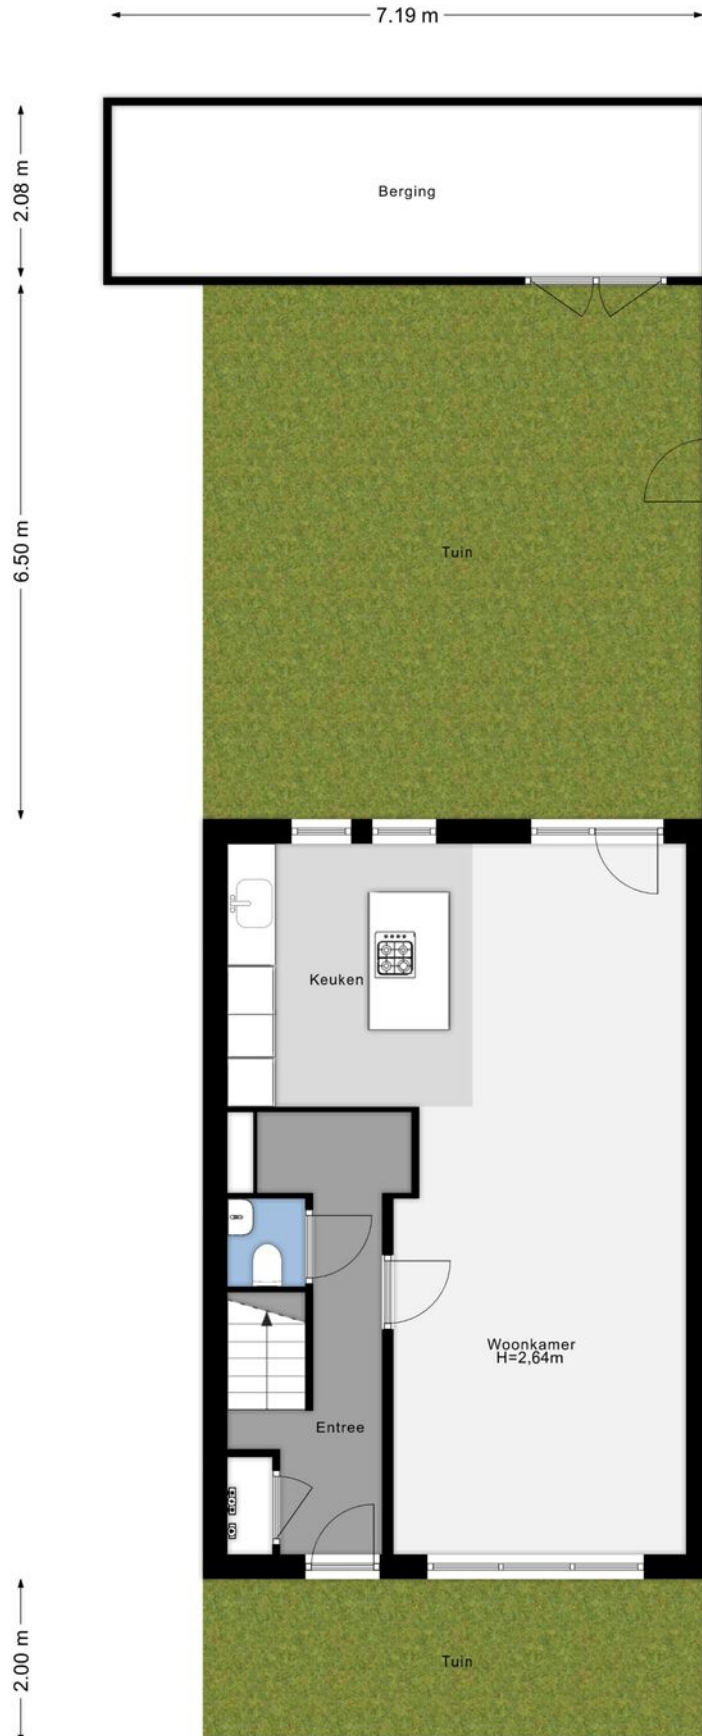 7.19 m
2.08 m
Berging
6.50 m
Tuin
Keuken
Woonkamer
H=2,64m
Entree
2.00 m
Tuin